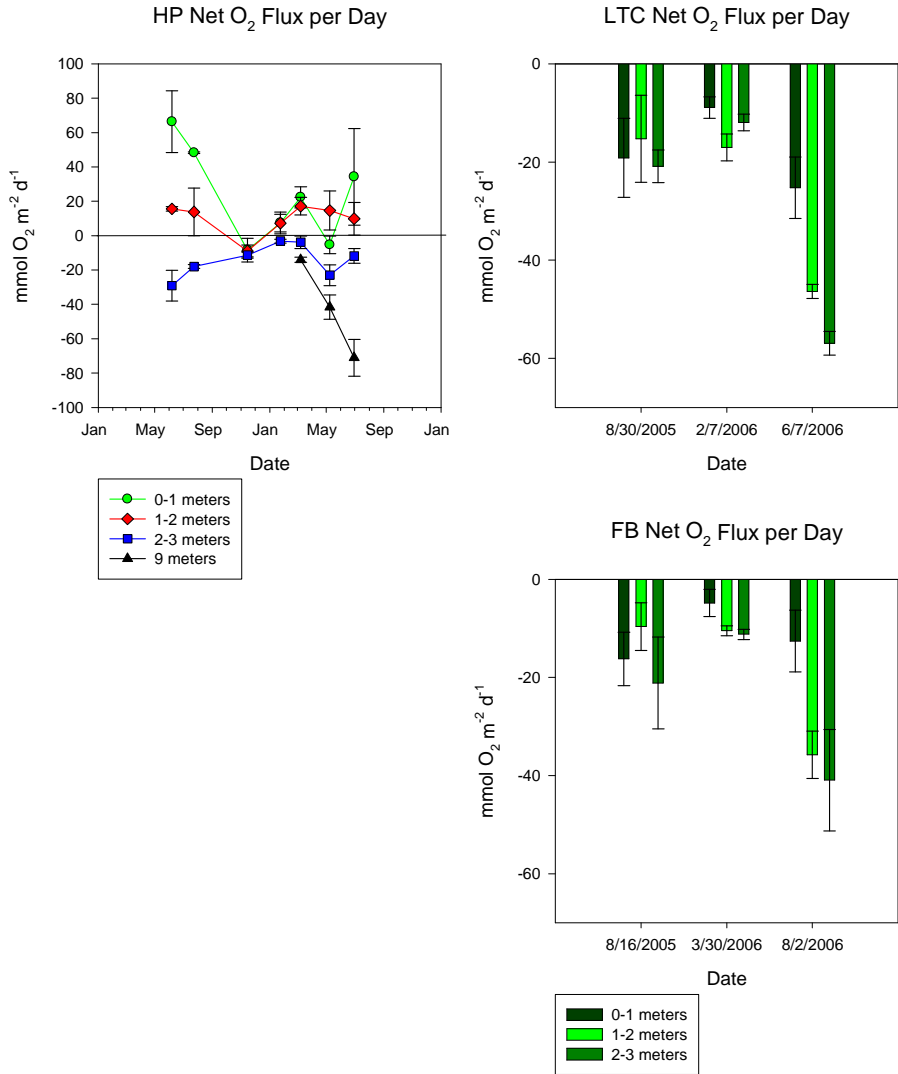 HP Net O₂ Flux per Day
100
80
60
40
20
0
-20
-40
-60
-80
-100
mmol O₂ m⁻² d⁻¹
Jan May Sep Jan May Sep Jan
Date
0-1 meters
1-2 meters
2-3 meters
9 meters
LTC Net O₂ Flux per Day
0
-20
-40
-60
mmol O₂ m⁻² d⁻¹
8/30/2005 2/7/2006 6/7/2006
Date
FB Net O₂ Flux per Day
0
-20
-40
-60
mmol O₂ m⁻² d⁻¹
8/16/2005 3/30/2006 8/2/2006
Date
0-1 meters
1-2 meters
2-3 meters